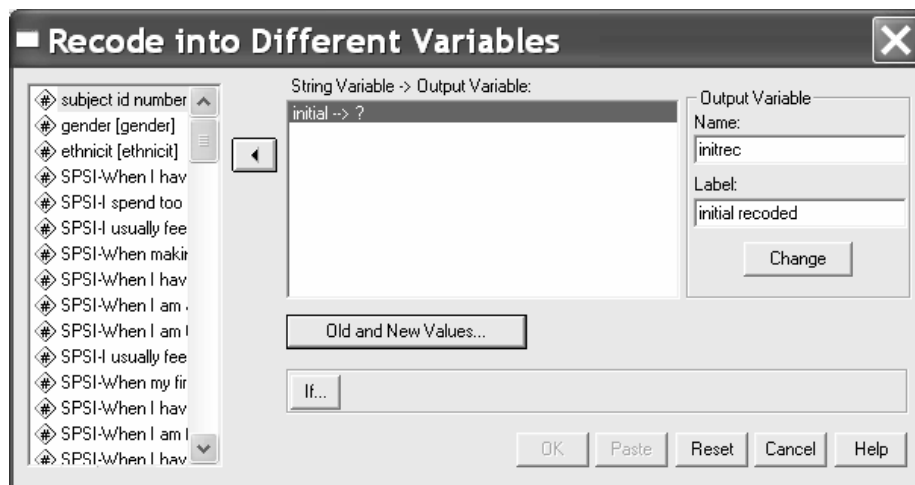 Recode into Different Variables
subject id number
gender [gender]
ethnicit [ethnicit]
SPSI-When I hav
SPSI-I spend too
SPSI-I usually fee
SPSI-When makir
SPSI-When I hav
SPSI-When I am
SPSI-When I am
SPSI-I usually fee
SPSI-When my fir
SPSI-When I hav
SPSI-When I am
SPSI-When I hav
String Variable -> Output Variable:
initial --> ?
Output Variable
Name:
initrec
Label:
initial recoded
Change
Old and New Values...
If...
OK
Paste
Reset
Cancel
Help